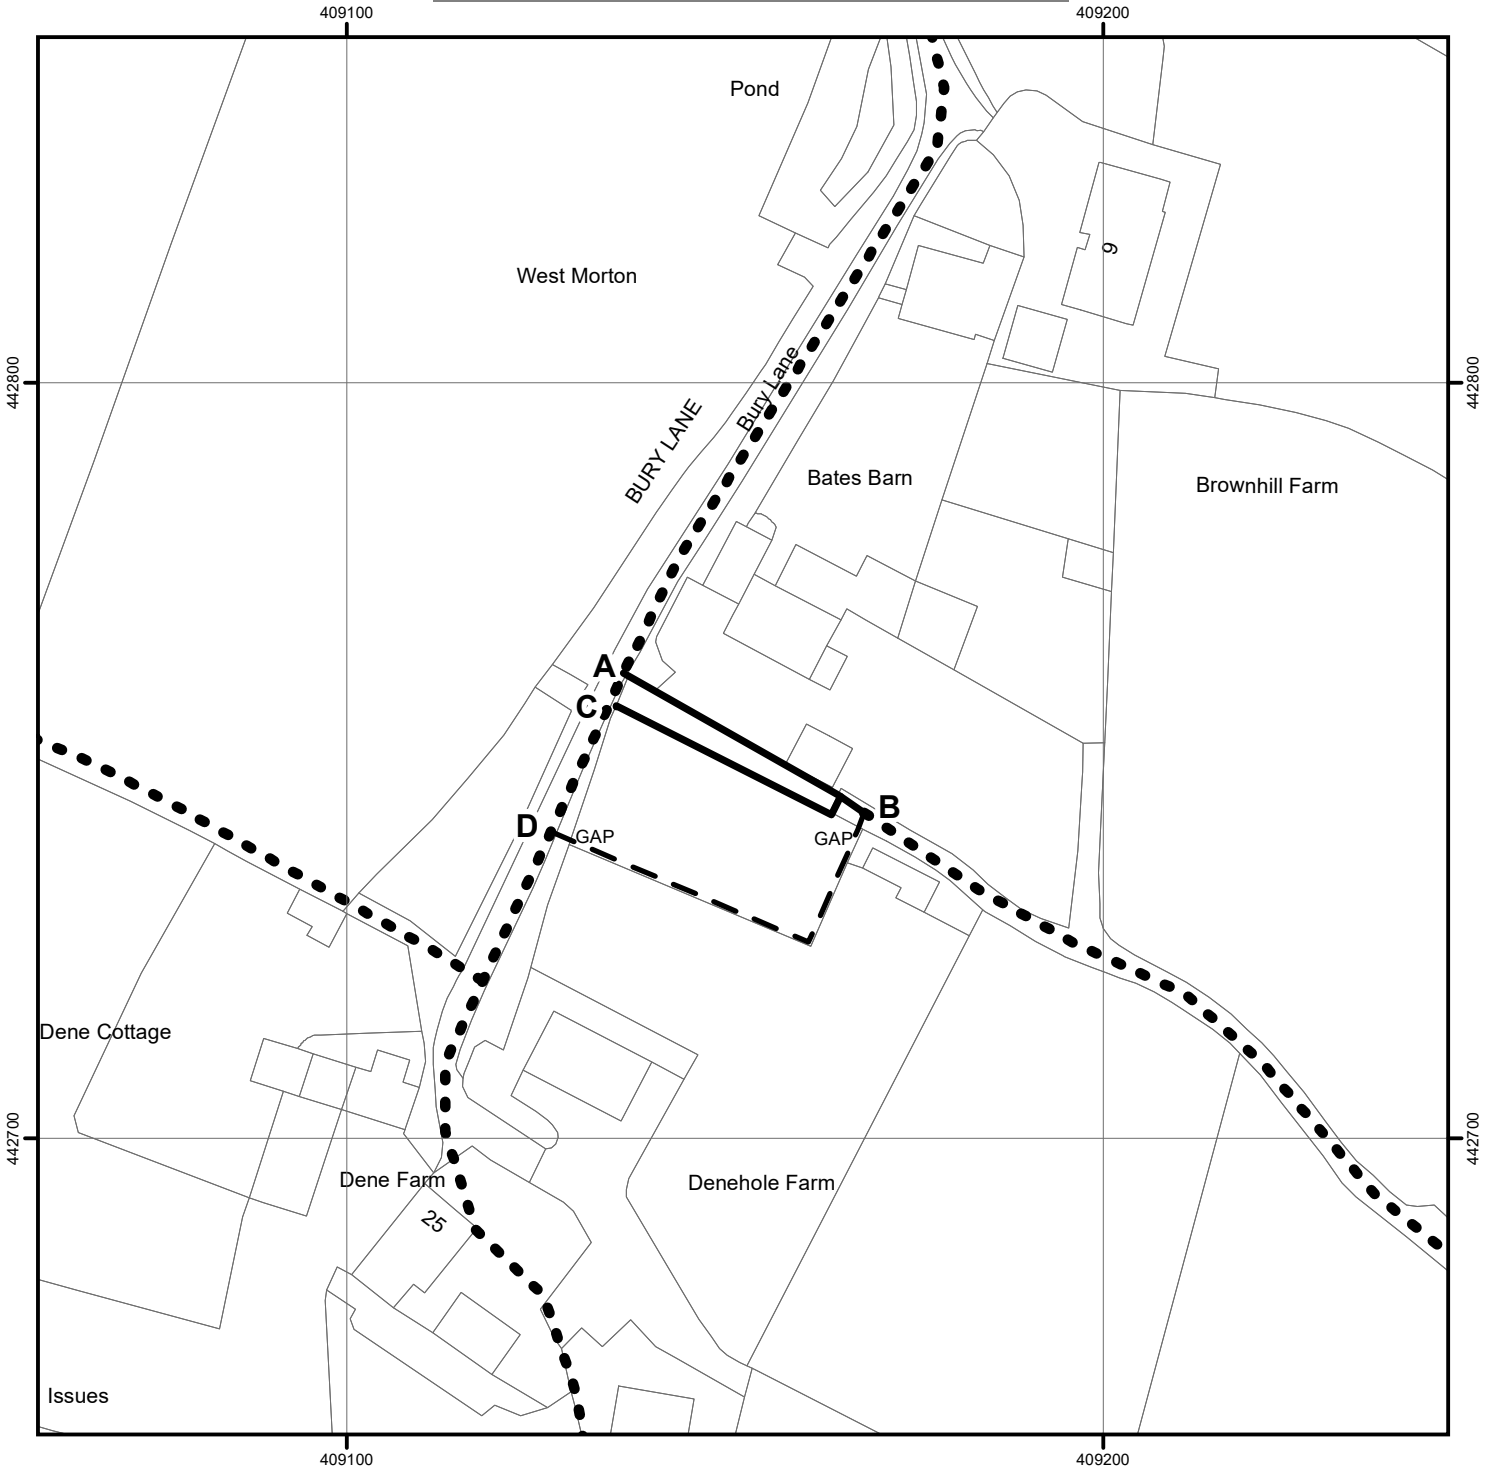 409100
409200
Pond
9
West Morton
442800
442800
Bury Lane
BURY LANE
Bates Barn
Brownhill Farm
A
C
B
D
GAP
GAP
Dene Cottage
442700
442700
Dene Farm
Denehole Farm
25
Issues
409100
409200